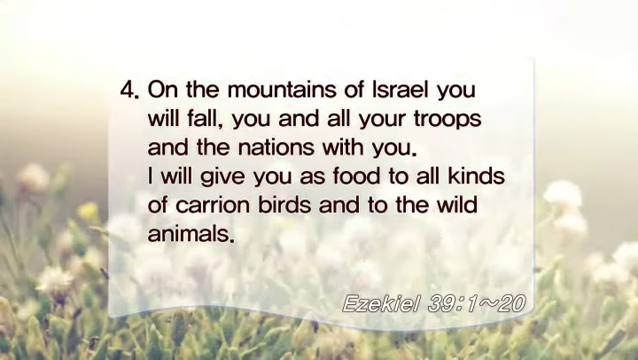 4. On the mountains of Israel you
will fall, you and all your troops
and the nations with you.
I will give you as food to all kinds
of carrion birds and to the wild
animals.
Ezekiel 39:1~20